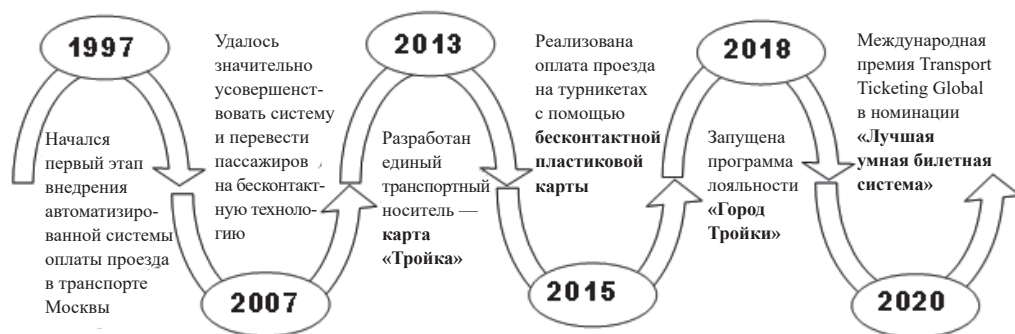 1997
Начался
первый этап
внедрения
автоматизиро-
ванной системы
оплаты проезда
в транспорте
Москвы
Удалось
значительно
усовершенст-
вовать систему
и перевести
пассажиров
на бесконтакт-
ную техноло-
гию
2007
2013
Разработан
единый
транспортный
носитель —
карта
«Тройка»
Реализована
оплата проезда
на турникетах
с помощью
бесконтактной
пластиковой
карты
2015
2018
Запущена
программа
лояльности
«Город
Тройки»
Международная
премия Transport
Ticketing Global
в номинации
«Лучшая
умная билетная
система»
2020